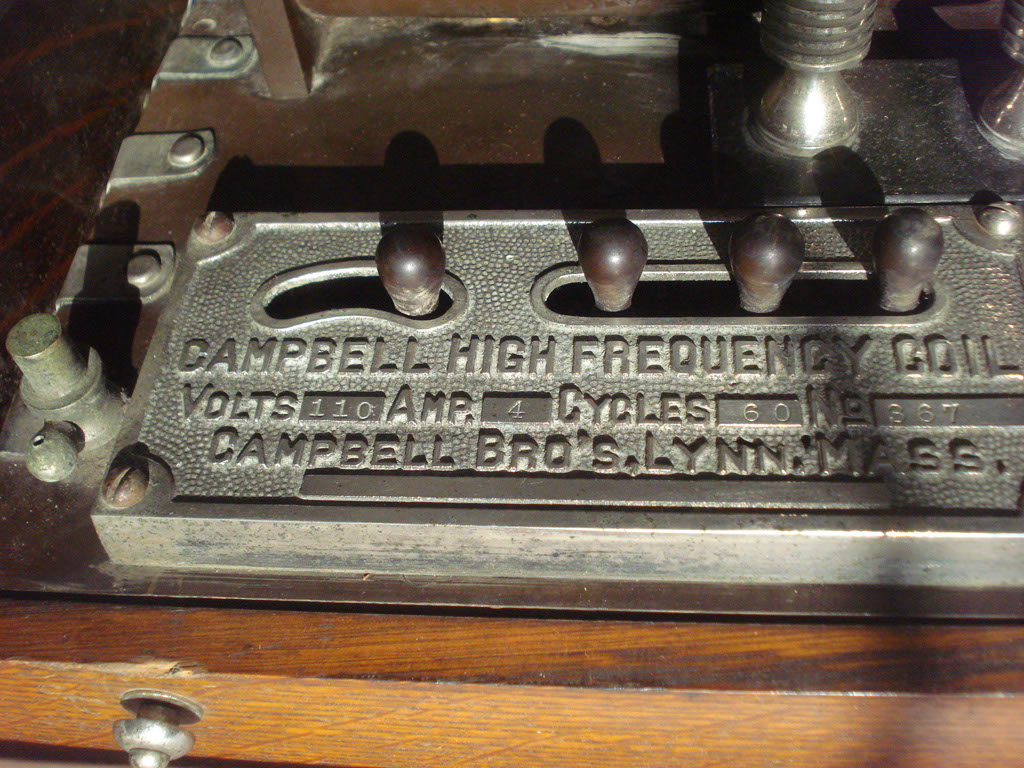 CAMPBELL HIGH FREQUENCY COIL
VOLTS 110 AMP. 4 CYCLES 60 NO 367
CAMPBELL BRO'S. LYNN. MASS.